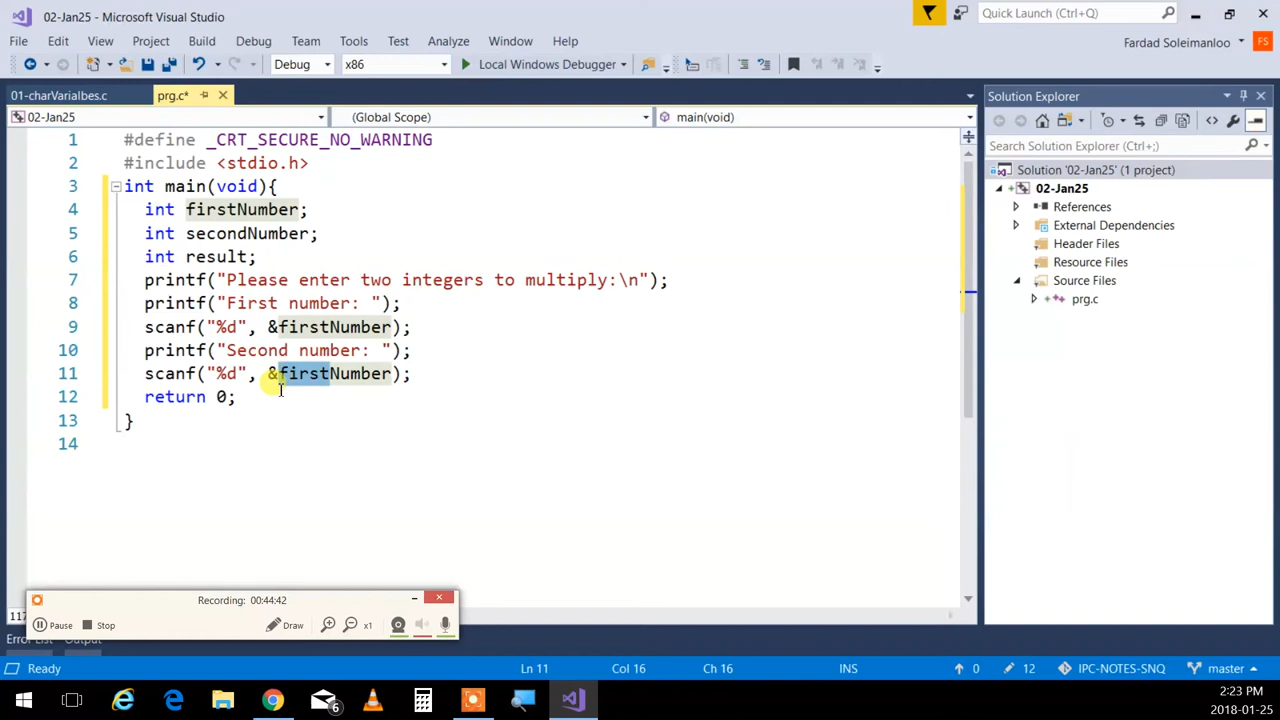 02-Jan25 - Microsoft Visual Studio
Quick Launch (Ctrl+Q)
File Edit View Project Build Debug Team Tools Test Analyze Window Help
Fardad Soleimanloo FS
Debug x86 Local Windows Debugger
01-charVarialbes.c prg.c*
02-Jan25 (Global Scope) main(void)
1 #define _CRT_SECURE_NO_WARNING
2 #include <stdio.h>
3 int main(void){
4 int firstNumber;
5 int secondNumber;
6 int result;
7 printf("Please enter two integers to multiply:\n");
8 printf("First number: ");
9 scanf("%d", &firstNumber);
10 printf("Second number: ");
11 scanf("%d", &firstNumber);
12 return 0;
13 }
14
Solution Explorer
Search Solution Explorer (Ctrl+;)
Solution '02-Jan25' (1 project)
02-Jan25
References
External Dependencies
Header Files
Resource Files
Source Files
prg.c
Recording: 00:44:42
Pause Stop Draw x1
117
Error List Output
Ready Ln 11 Col 16 Ch 16 INS 0 12 IPC-NOTES-SNQ master
6
2:23 PM
2018-01-25